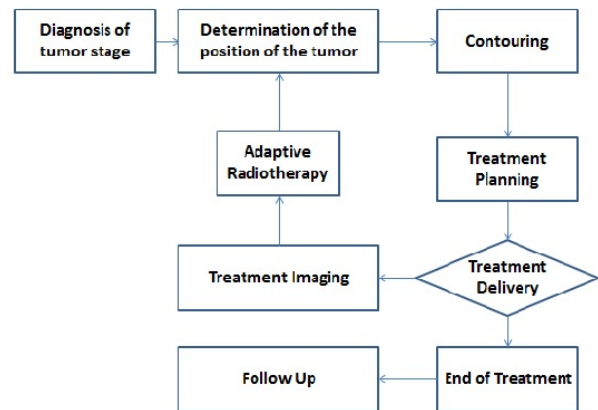 Diagnosis of
tumor stage
Determination of the
position of the tumor
Contouring
Adaptive
Radiotherapy
Treatment
Planning
Treatment Imaging
Treatment
Delivery
Follow Up
End of Treatment